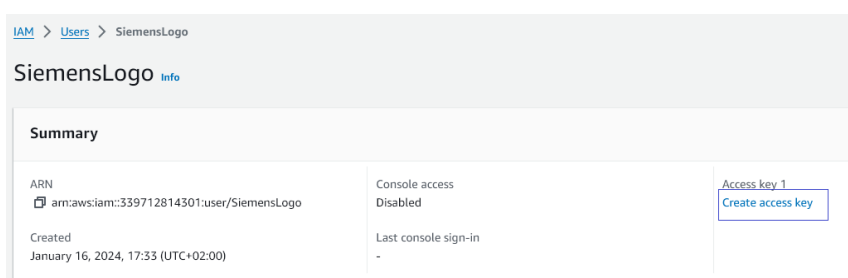 IAM > Users > SiemensLogo
SiemensLogo Info
Summary
ARN
arn:aws:iam::339712814301:user/SiemensLogo
Console access
Disabled
Access key 1
Create access key
Created
January 16, 2024, 17:33 (UTC+02:00)
Last console sign-in
-